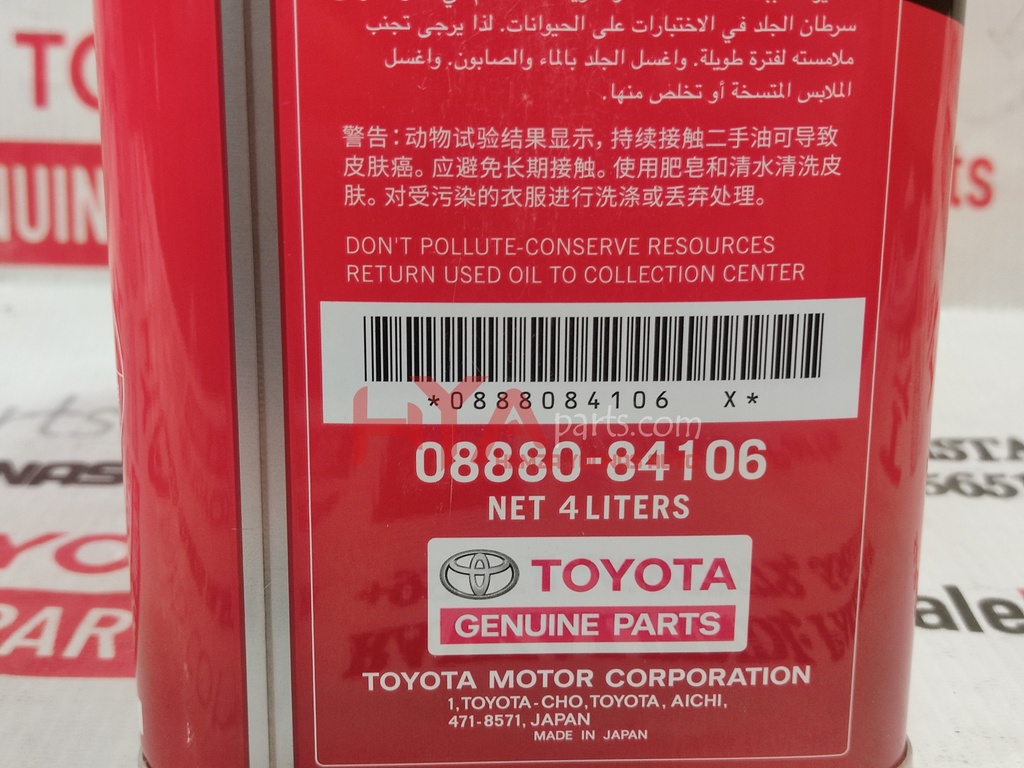 سرطان الجلد في الاختبارات على الحيوانات. لذا يرجى تجنب
ملامسته لفترة طويلة. واغسل الجلد بالماء والصابون. واغسل
الملابس المتسخة أو تخلص منها.
警告：动物试验结果显示，持续接触二手油可导致
皮肤癌。应避免长期接触。使用肥皂和清水清洗皮
肤。对受污染的衣服进行洗涤或丢弃处理。
DON'T POLLUTE-CONSERVE RESOURCES
RETURN USED OIL TO COLLECTION CENTER
*0888084106 X*
HYAparts.com
08880-84106
NET 4 LITERS
TOYOTA
GENUINE PARTS
TOYOTA MOTOR CORPORATION
1,TOYOTA-CHO,TOYOTA, AICHI,
471-8571, JAPAN
MADE IN JAPAN